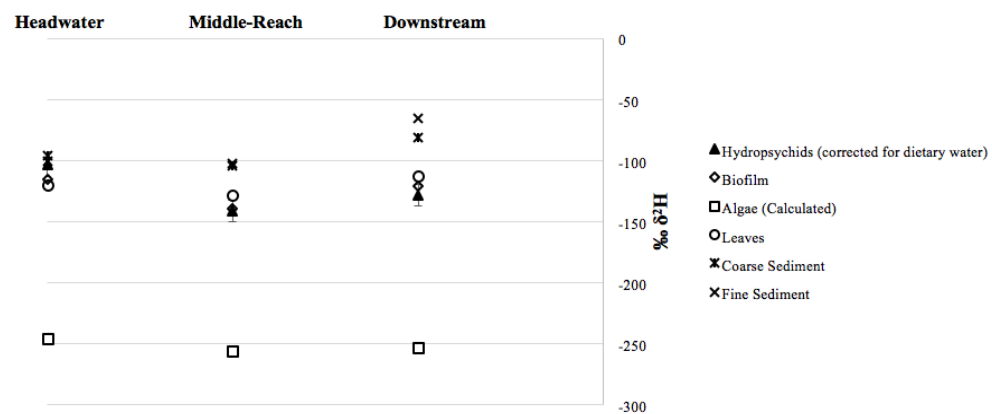 Headwater Middle-Reach Downstream
0
-50
-100
-150
-200
-250
-300
‰ δ²H
Hydropsychids (corrected for dietary water)
Biofilm
Algae (Calculated)
Leaves
Coarse Sediment
Fine Sediment